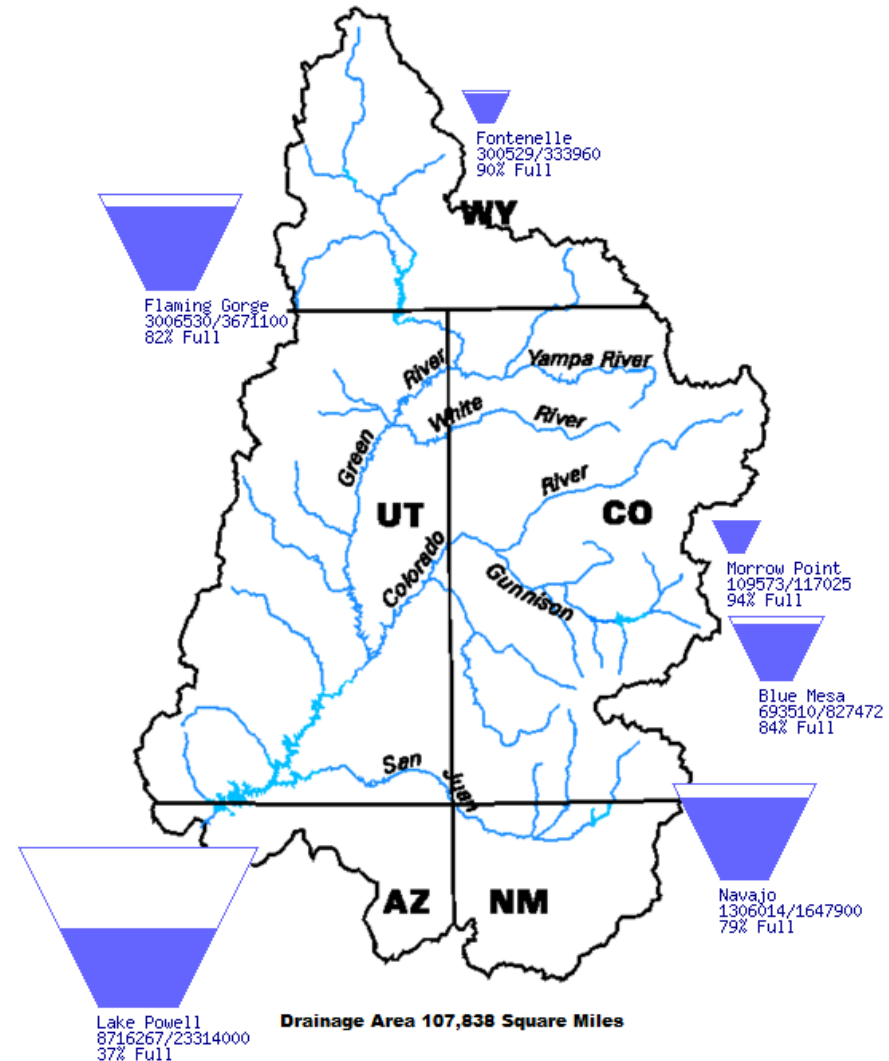 Fontenelle
300529/333960
90% Full
WY
Flaming Gorge
3006530/3671100
82% Full
River
Yampa River
White
River
Green
River
UT
CO
Colorado
Gunnison
Morrow Point
109573/117025
94% Full
Blue Mesa
693510/827472
84% Full
San
Juan
AZ
NM
Navajo
1306014/1647900
79% Full
Lake Powell
8716267/23314000
37% Full
Drainage Area 107,838 Square Miles